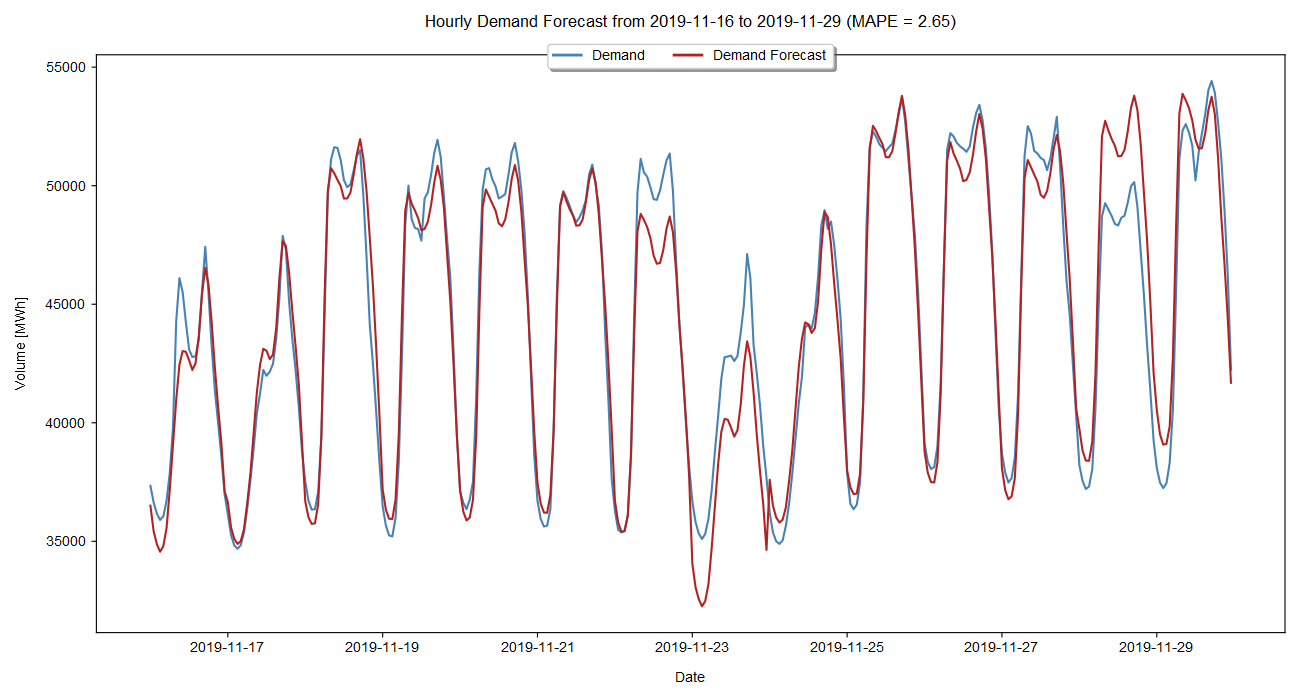 Hourly Demand Forecast from 2019-11-16 to 2019-11-29 (MAPE = 2.65)
Demand Demand Forecast
55000
50000
45000
40000
35000
Volume [MWh]
2019-11-17 2019-11-19 2019-11-21 2019-11-23 2019-11-25 2019-11-27 2019-11-29
Date